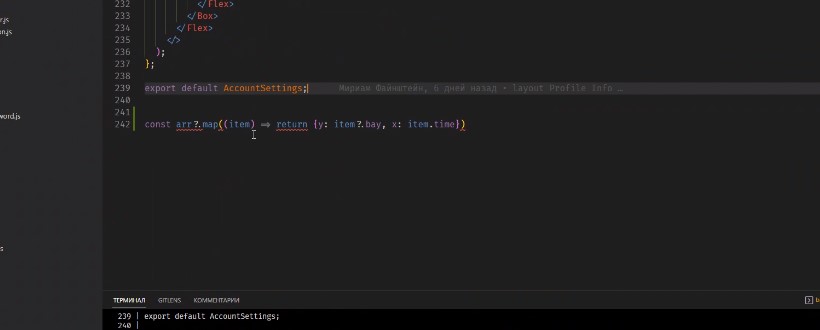 .rjs
on.js
word.js
s
232 </Flex>
233 </Box>
234 </Flex>
235 </>
236 );
237 };
238
239 export default AccountSettings; Мириам Файнштейн, 6 дней назад • layout Profile Info …
240
241
242 const arr?.map((item) => return {y: item?.bay, x: item.time})
ТЕРМИНАЛ GITLENS КОММЕНТАРИИ
239 | export default AccountSettings;
240 |